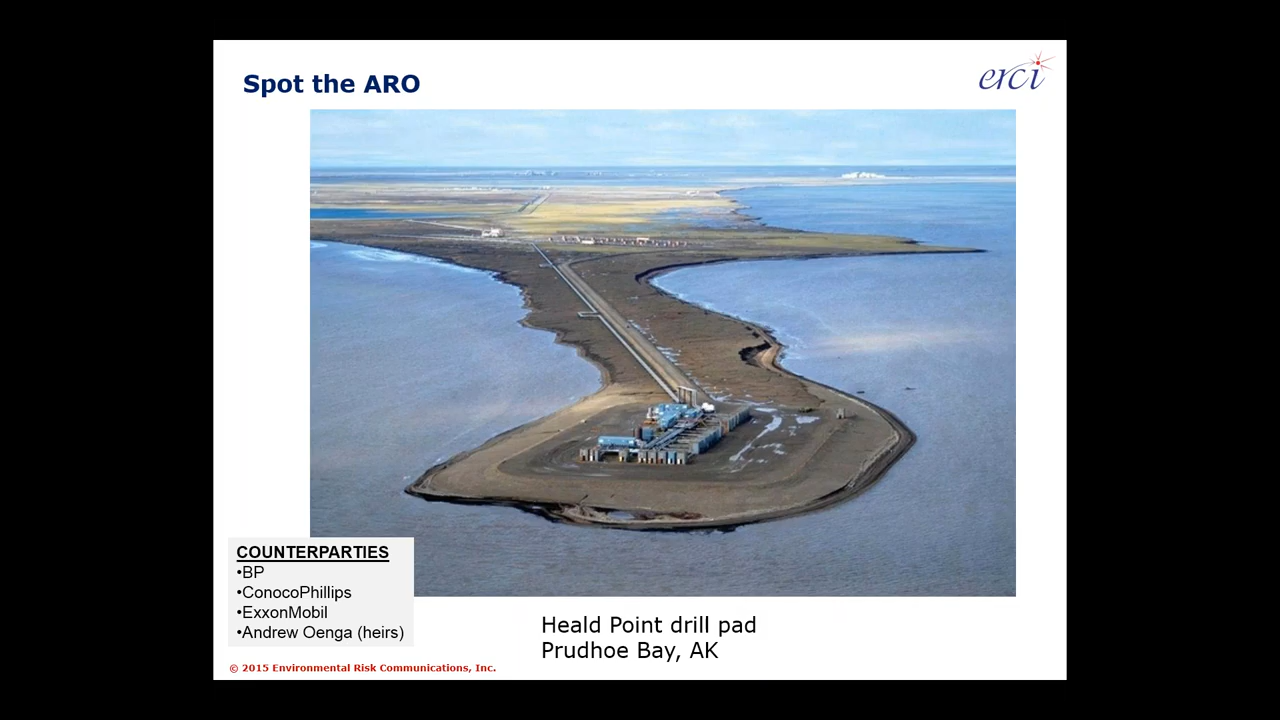 Spot the ARO
erci
COUNTERPARTIES
•BP
•ConocoPhillips
•ExxonMobil
•Andrew Oenga (heirs)
Heald Point drill pad
Prudhoe Bay, AK
© 2015 Environmental Risk Communications, Inc.